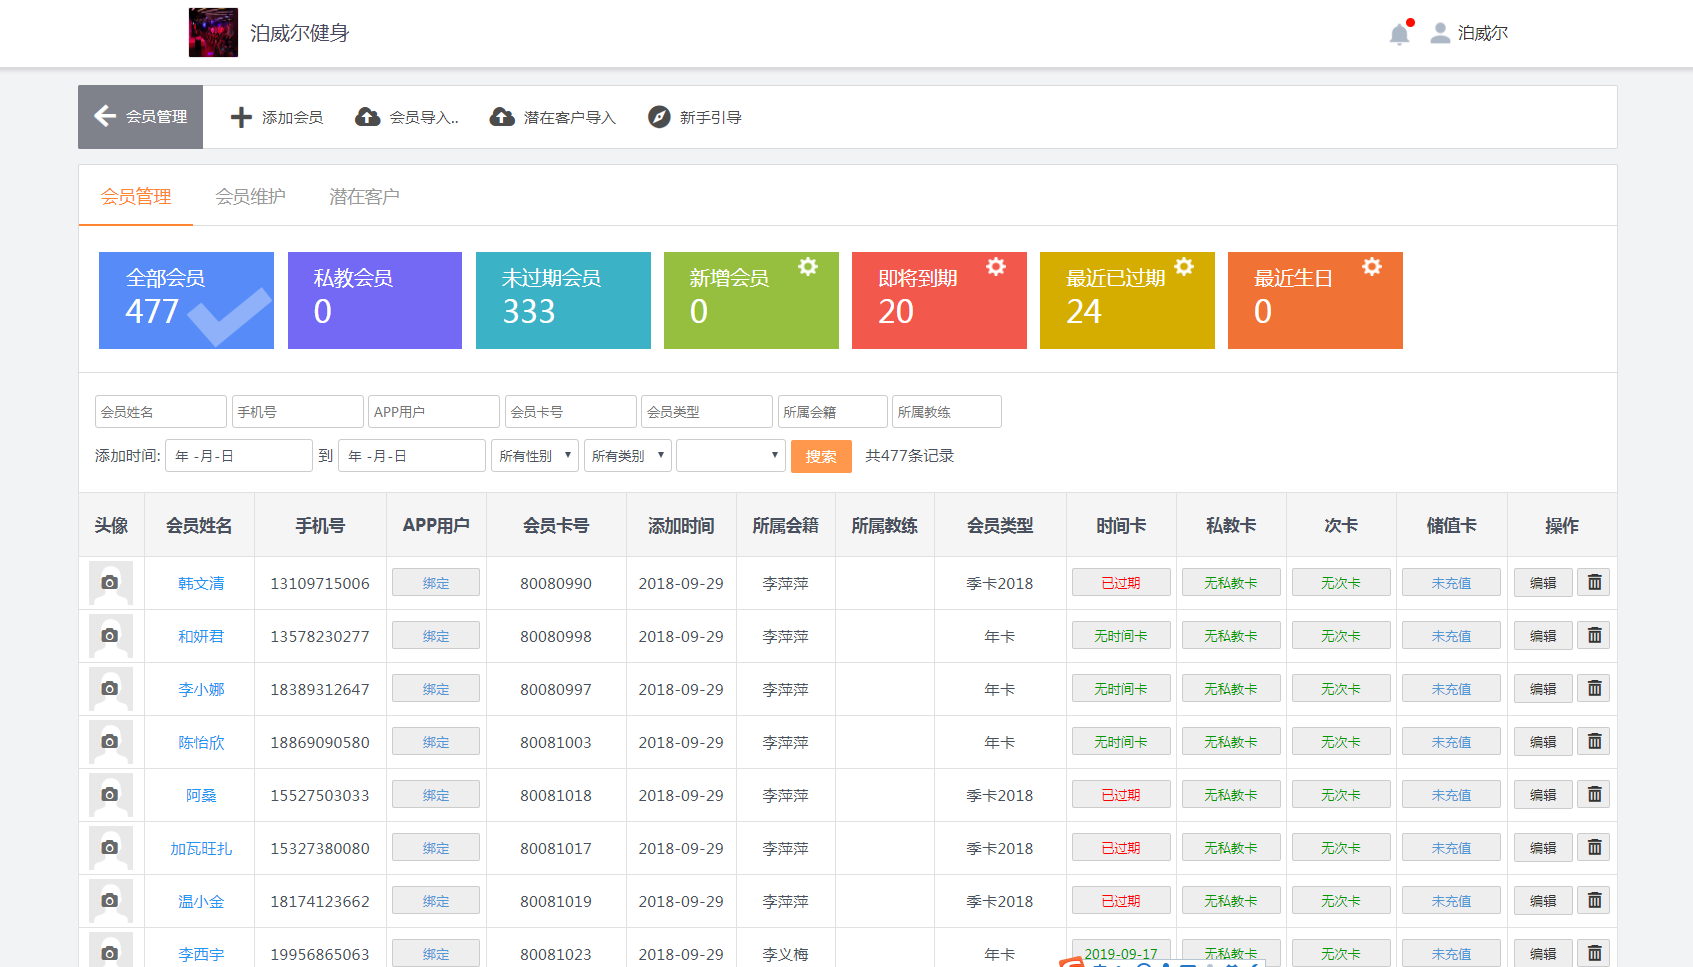 泊威尔健身 泊威尔
会员管理 添加会员 会员导入.. 潜在客户导入 新手引导
会员管理 会员维护 潜在客户
全部会员 私教会员 未过期会员 新增会员 即将到期 最近已过期 最近生日
477 0 333 0 20 24 0
会员姓名 手机号 APP用户 会员卡号 会员类型 所属会籍 所属教练
添加时间: 年 -月-日 到 年 -月-日 所有性别 所有类别 搜索 共477条记录
头像 会员姓名 手机号 APP用户 会员卡号 添加时间 所属会籍 所属教练 会员类型 时间卡 私教卡 次卡 储值卡 操作
韩文清 13109715006 绑定 80080990 2018-09-29 李萍萍 季卡2018 已过期 无私教卡 无次卡 未充值 编辑
和妍君 13578230277 绑定 80080998 2018-09-29 李萍萍 年卡 无时间卡 无私教卡 无次卡 未充值 编辑
李小娜 18389312647 绑定 80080997 2018-09-29 李萍萍 年卡 无时间卡 无私教卡 无次卡 未充值 编辑
陈怡欣 18869090580 绑定 80081003 2018-09-29 李萍萍 年卡 无时间卡 无私教卡 无次卡 未充值 编辑
阿桑 15527503033 绑定 80081018 2018-09-29 李萍萍 季卡2018 已过期 无私教卡 无次卡 未充值 编辑
加瓦旺扎 15327380080 绑定 80081017 2018-09-29 李萍萍 季卡2018 已过期 无私教卡 无次卡 未充值 编辑
温小金 18174123662 绑定 80081019 2018-09-29 李萍萍 季卡2018 已过期 无私教卡 无次卡 未充值 编辑
李西宇 19956865063 绑定 80081023 2018-09-29 李义梅 年卡 2019-09-17 无私教卡 无次卡 未充值 编辑